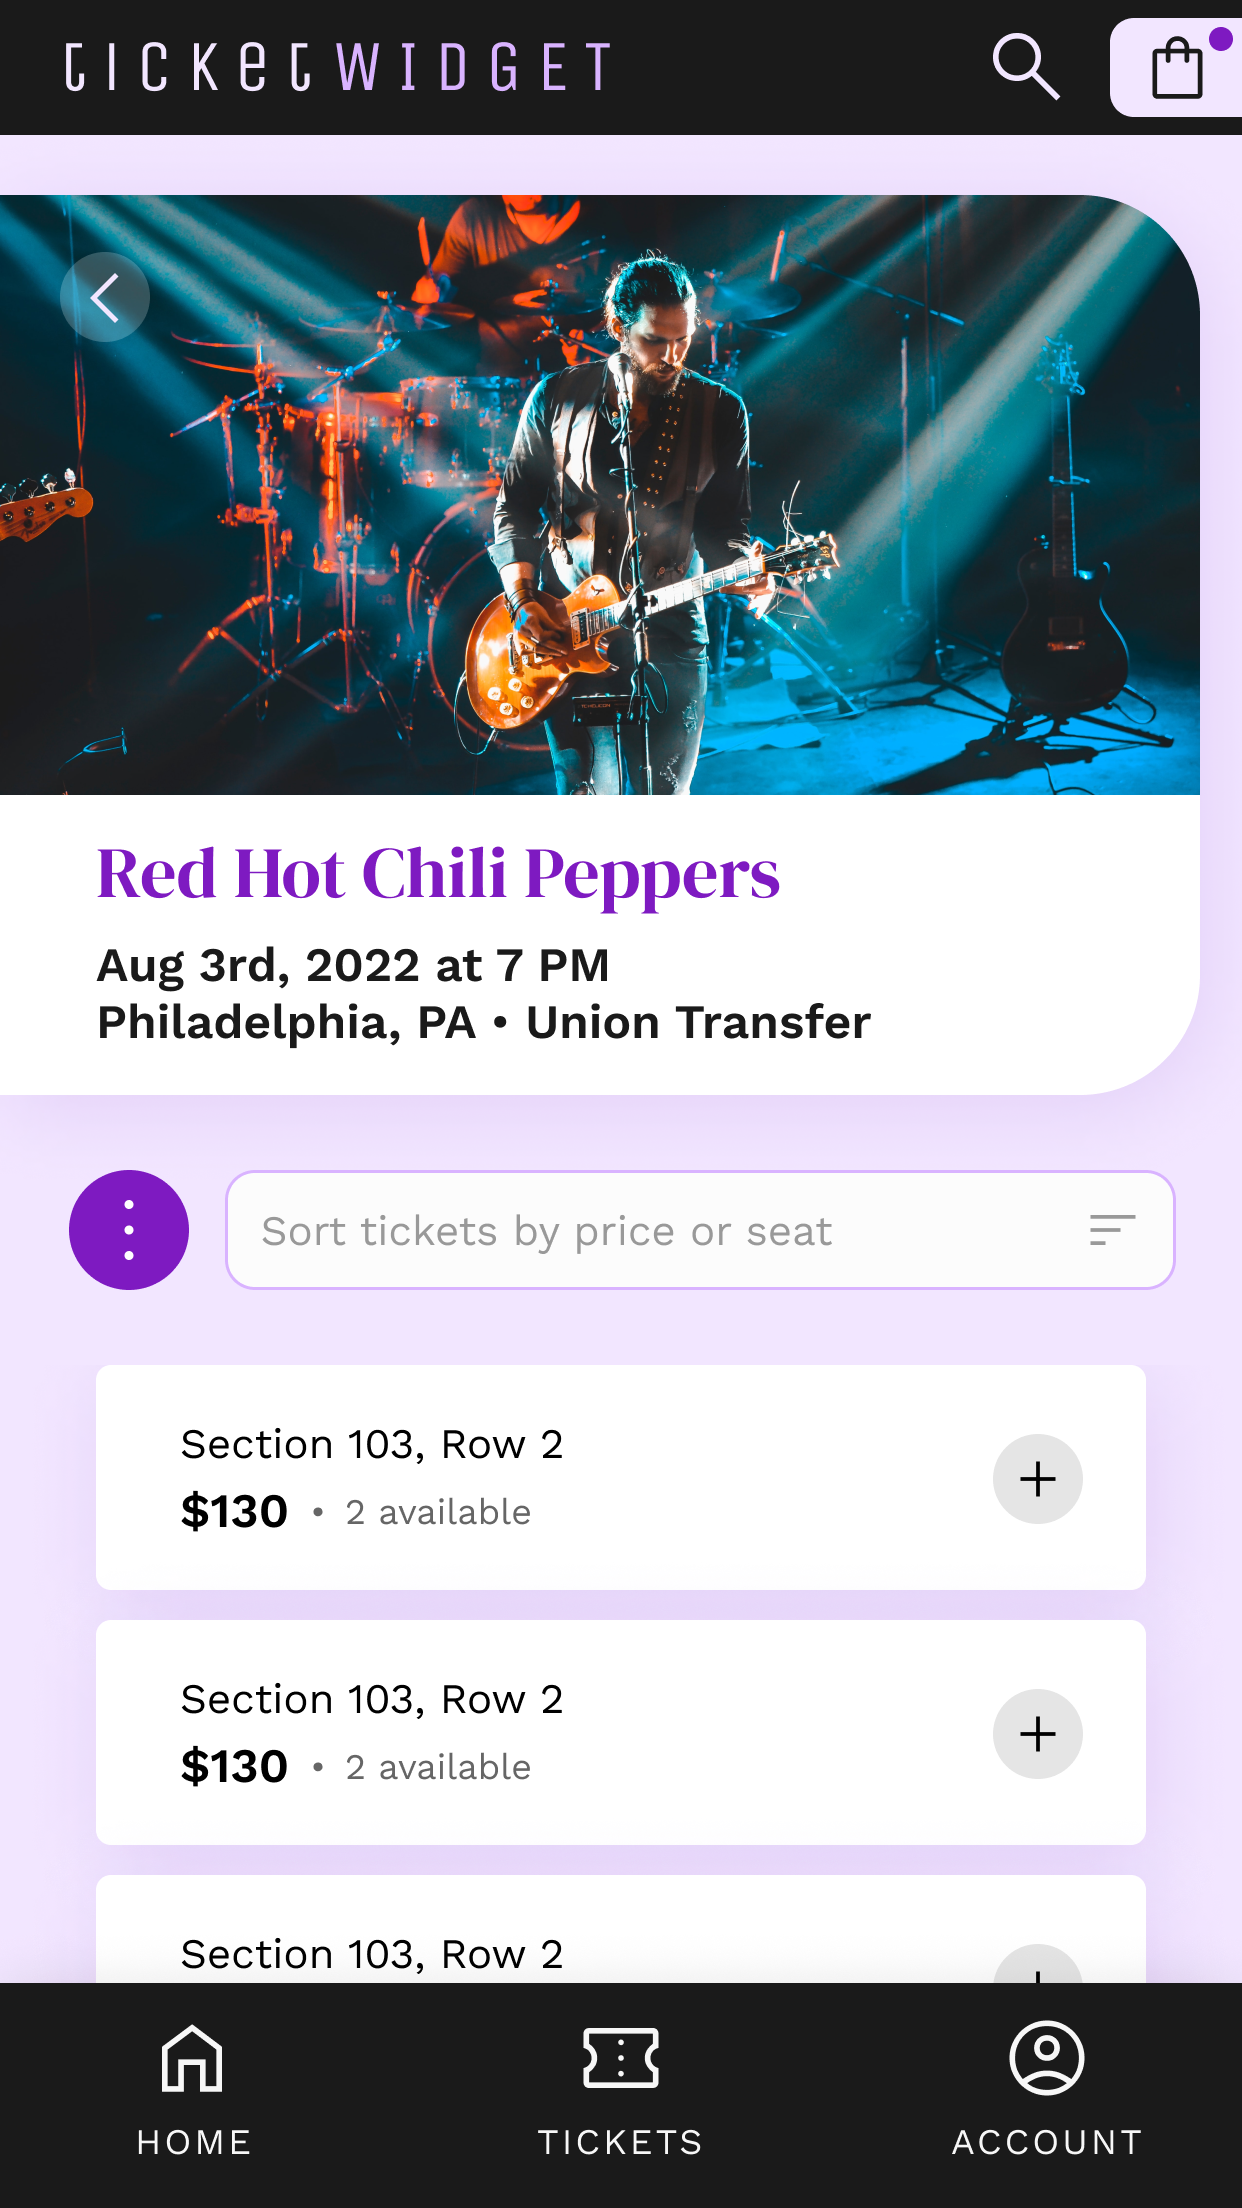 tICKetWIDGET
Red Hot Chili Peppers
Aug 3rd, 2022 at 7 PM
Philadelphia, PA • Union Transfer
Sort tickets by price or seat
Section 103, Row 2
$130 • 2 available
Section 103, Row 2
$130 • 2 available
Section 103, Row 2
HOME TICKETS ACCOUNT